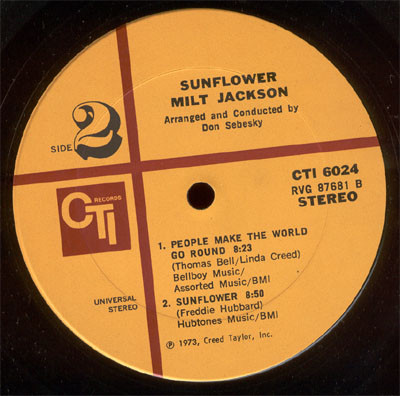 SUNFLOWER
MILT JACKSON
Arranged and Conducted by
Don Sebesky
SIDE 2
CTI 6024
RVG 87681 B
STEREO
CTI
RECORDS
1. PEOPLE MAKE THE WORLD
GO ROUND 8:23
(Thomas Bell/Linda Creed)
Bellboy Music/
Assorted Music/BMI
2. SUNFLOWER 8:50
(Freddie Hubbard)
Hubtones Music/BMI
UNIVERSAL
STEREO
℗ 1973, Creed Taylor, Inc.